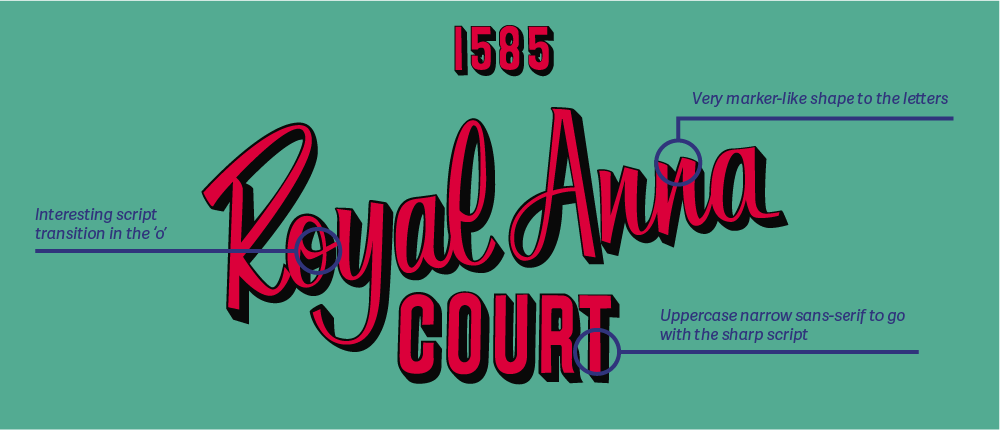 1585
Very marker-like shape to the letters
Royal Anna
Interesting script
transition in the ‘o’
COURT
Uppercase narrow sans-serif to go
with the sharp script